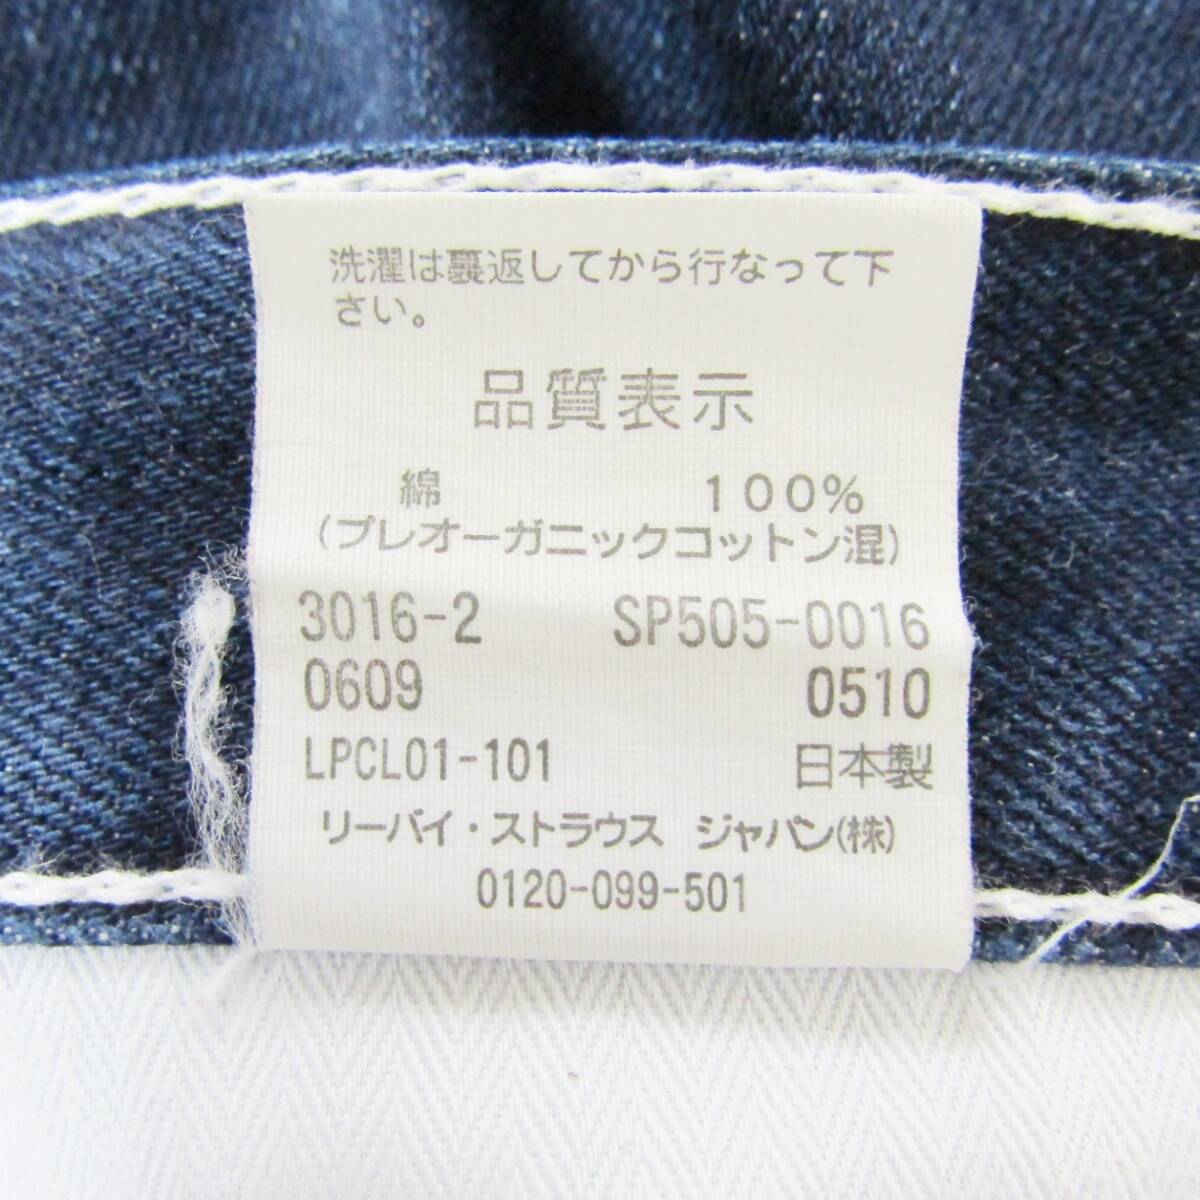 洗濯は裏返してから行なって下
さい。
品質表示
綿 100%
(プレオーガニックコットン混)
3016-2 SP505-0016
0609 0510
LPCL01-101 日本製
リーバイ・ストラウス ジャパン(株)
0120-099-501